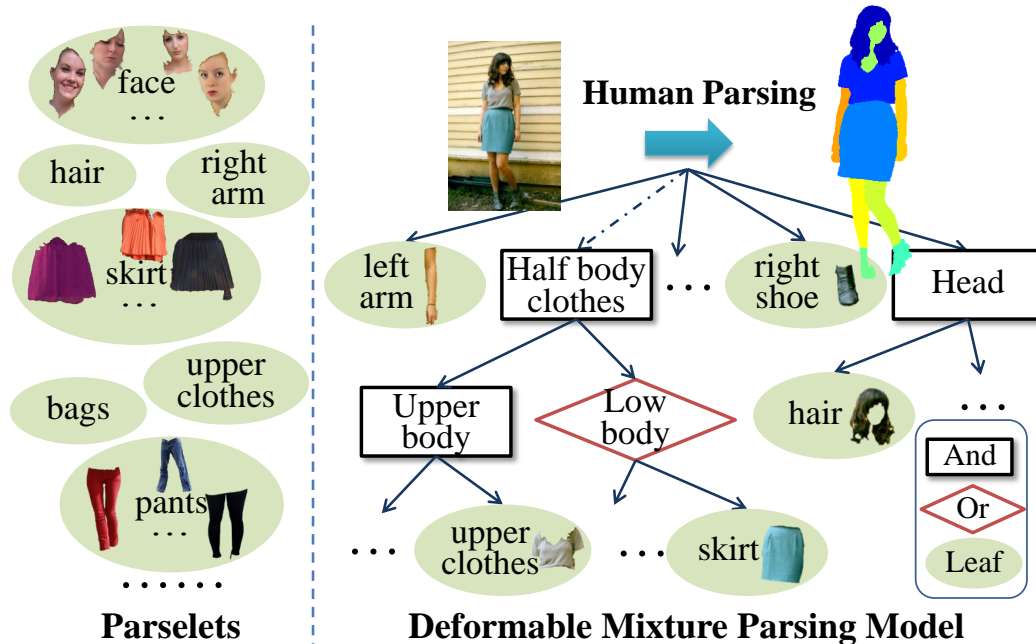 face
...
hair
right
arm
skirt
...
upper
clothes
bags
pants
...
......
Parselets
Human Parsing
left
arm
Half body
clothes
...
right
shoe
Head
Upper
body
Low
body
hair
...
...
upper
clothes
...
skirt
And
Or
Leaf
Deformable Mixture Parsing Model